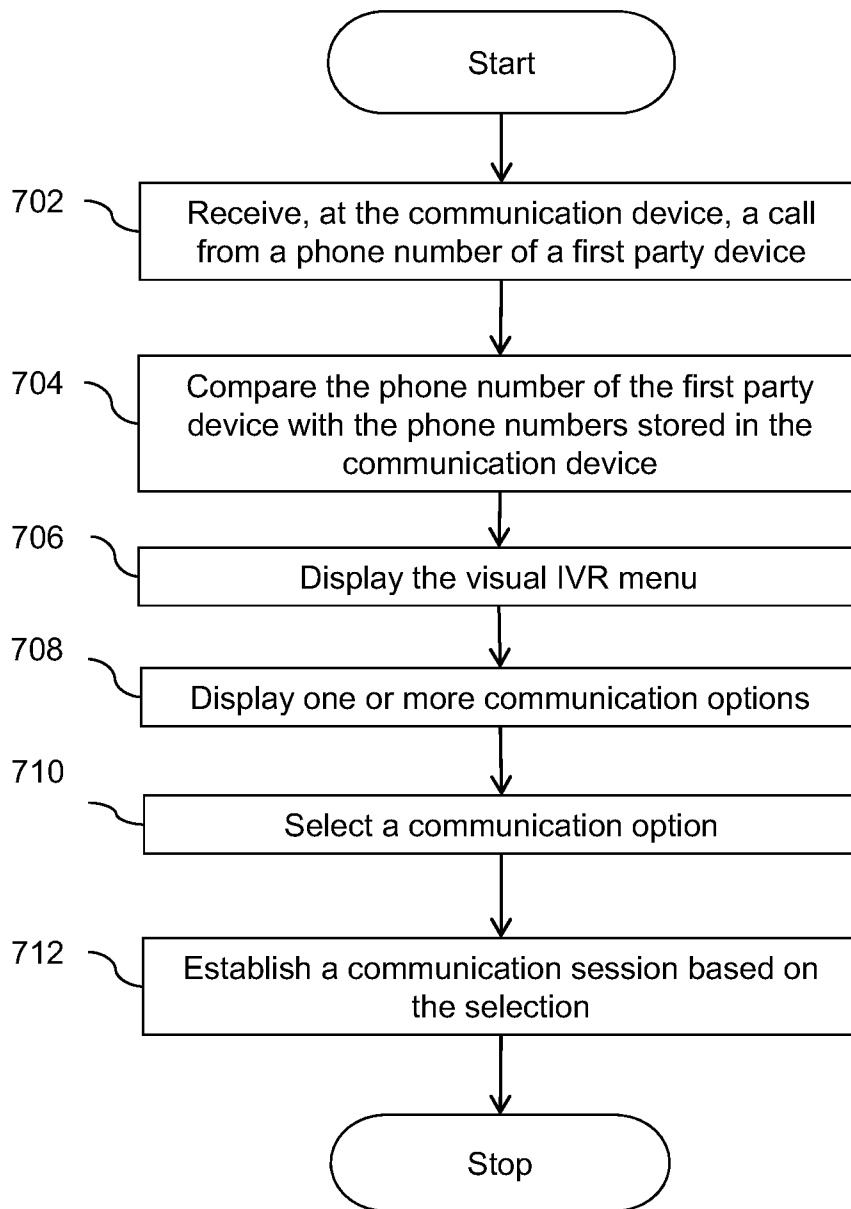 Start
702
Receive, at the communication device, a call
from a phone number of a first party device
704
Compare the phone number of the first party
device with the phone numbers stored in the
communication device
706
Display the visual IVR menu
708
Display one or more communication options
710
Select a communication option
712
Establish a communication session based on
the selection
Stop